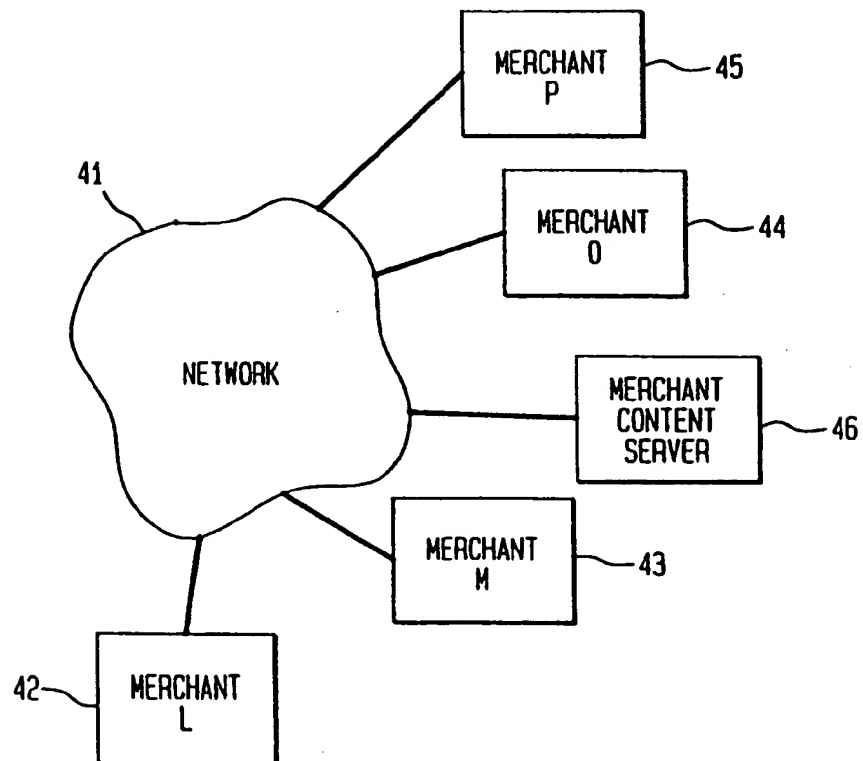 MERCHANT
P
45
41
MERCHANT
O
44
NETWORK
MERCHANT
CONTENT
SERVER
46
MERCHANT
M
43
42
MERCHANT
L